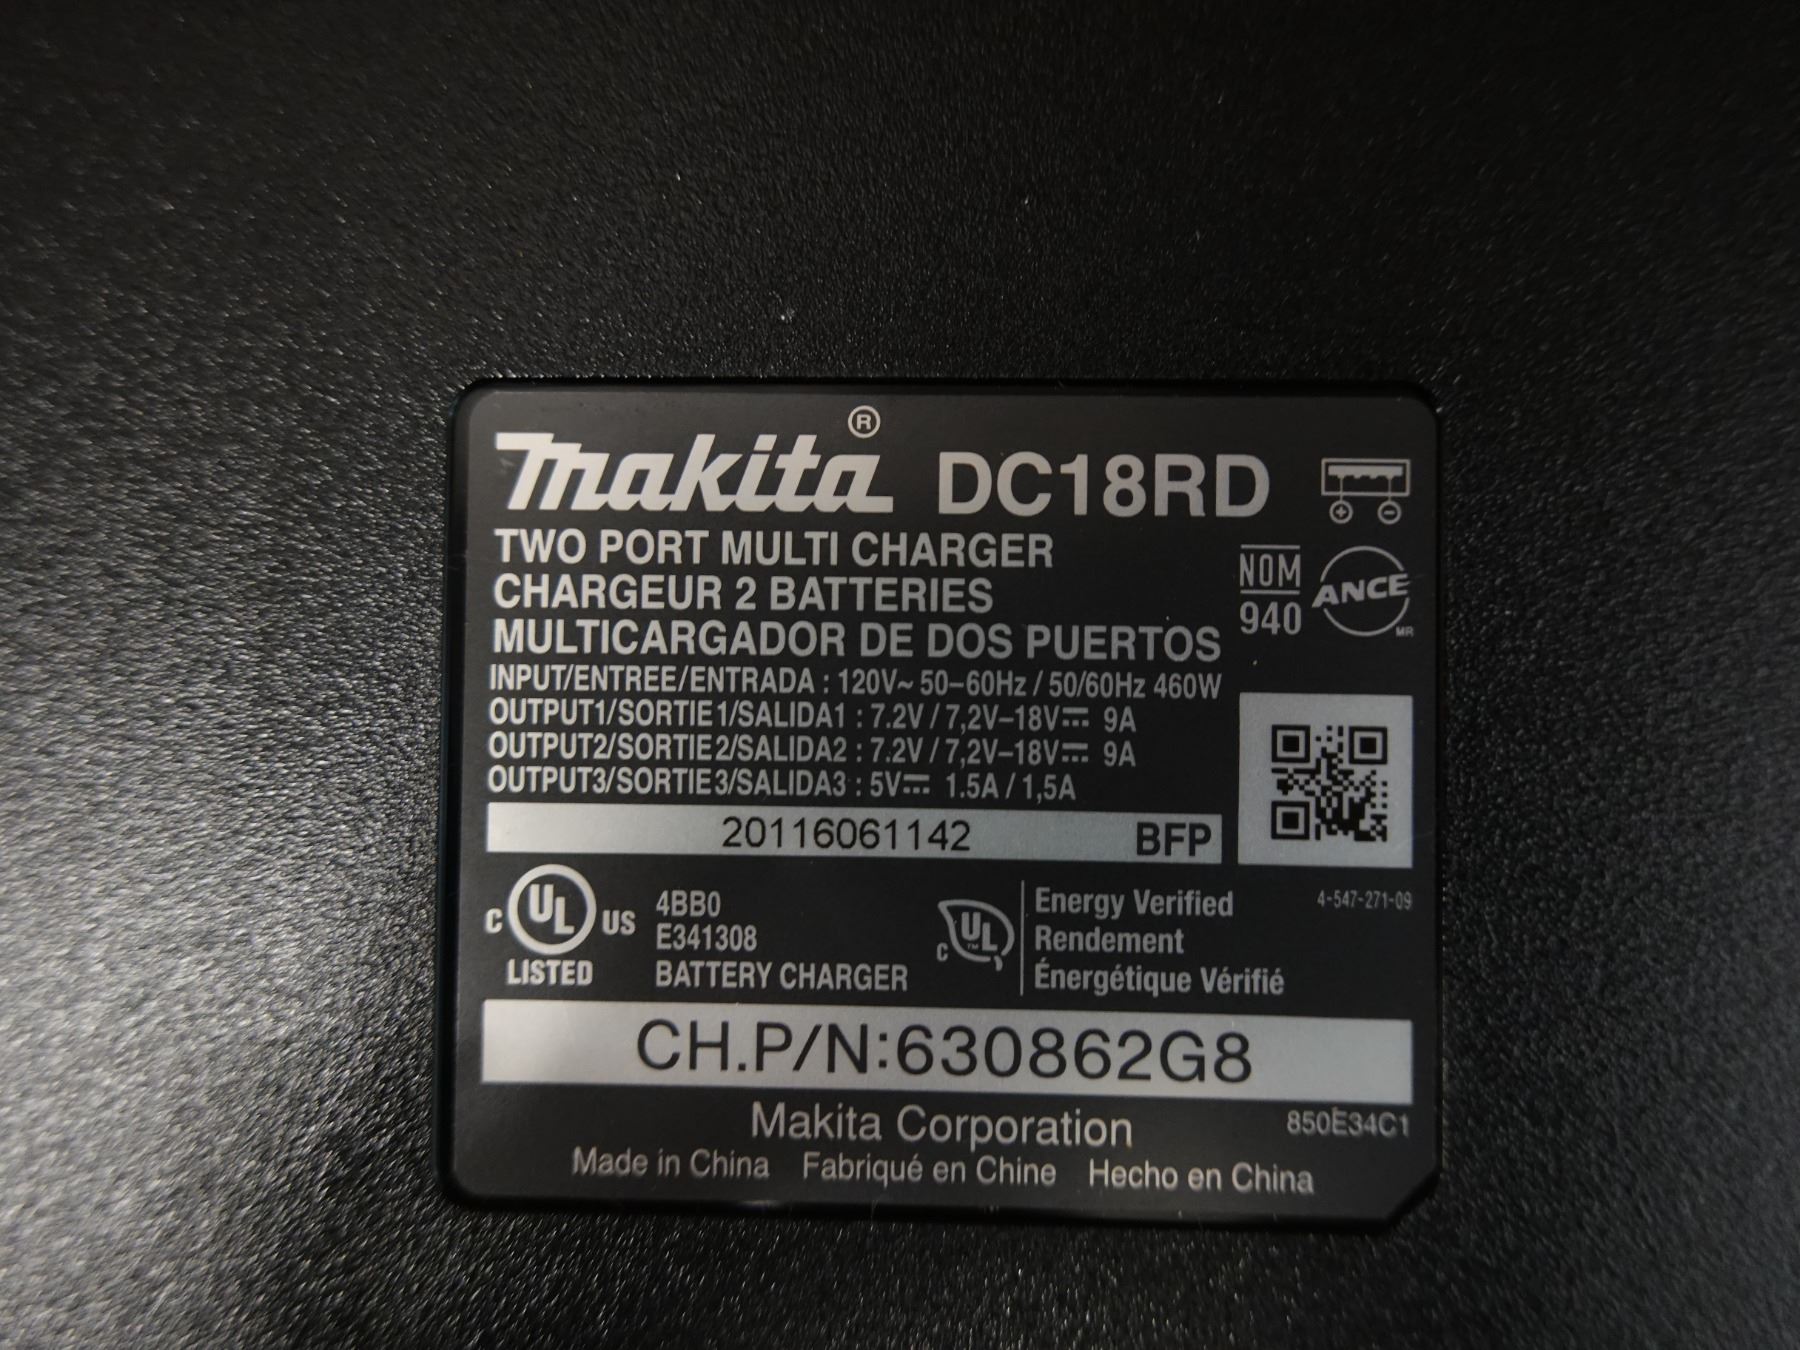 makita® DC18RD
TWO PORT MULTI CHARGER
CHARGEUR 2 BATTERIES
MULTICARGADOR DE DOS PUERTOS
NOM
940
ANCE
MR
INPUT/ENTREE/ENTRADA : 120V~ 50–60Hz / 50/60Hz 460W
OUTPUT1/SORTIE1/SALIDA1 : 7.2V / 7,2V–18V⎓ 9A
OUTPUT2/SORTIE2/SALIDA2 : 7.2V / 7,2V–18V⎓ 9A
OUTPUT3/SORTIE3/SALIDA3 : 5V⎓ 1.5A / 1,5A
20116061142 BFP
C UL US
LISTED
4BB0
E341308
BATTERY CHARGER
C UL TM
Energy Verified
Rendement
Énergétique Vérifié
4-547-271-09
CH.P/N:630862G8
Makita Corporation
850E34C1
Made in China Fabriqué en Chine Hecho en China